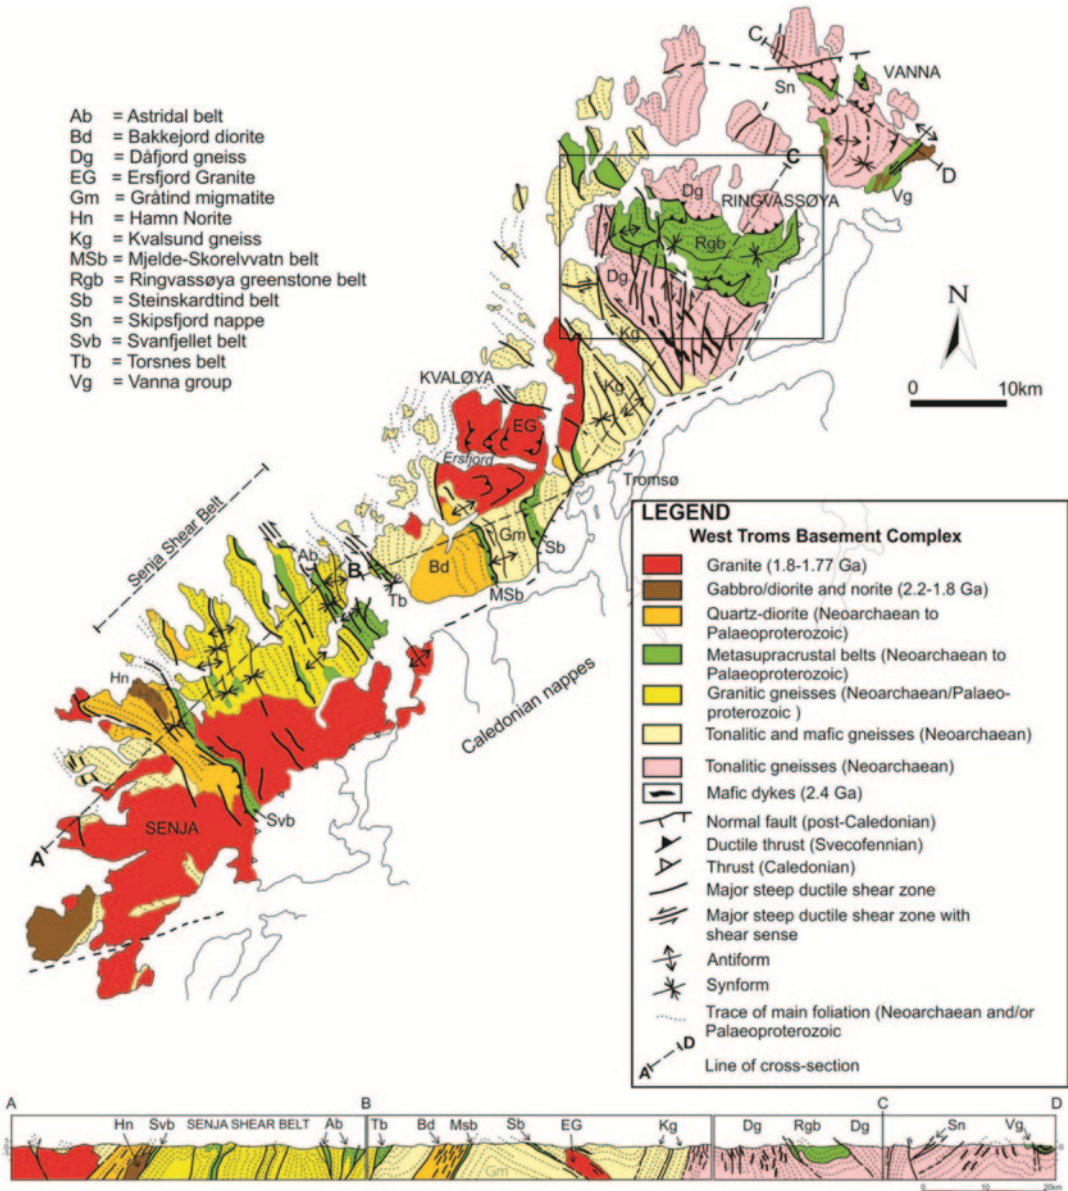 C
VANNA
Sn
Ab = Astridal belt
Bd = Bakkejord diorite
Dg = Dåfjord gneiss
EG = Ersfjord Granite
Gm = Gråtind migmatite
Hn = Hamn Norite
Kg = Kvalsund gneiss
MSb = Mjelde-Skorelvvatn belt
Rgb = Ringvassøya greenstone belt
Sb = Steinskardtind belt
Sn = Skipsfjord nappe
Svb = Svanfjellet belt
Tb = Torsnes belt
Vg = Vanna group
C
D
Vg
Dg
RINGVASSØYA
Rgb
Dg
N
Kg
0 10km
KVALØYA
Kg
EG
Ersfjord
Tromsø
Senja Shear Belt
Gm
Sb
Ab
B
Bd
Tb
MSb
Hn
Caledonian nappes
SENJA
Svb
A
LEGEND
West Troms Basement Complex
Granite (1.8-1.77 Ga)
Gabbro/diorite and norite (2.2-1.8 Ga)
Quartz-diorite (Neoarchaean to
Palaeoproterozoic)
Metasupracrustal belts (Neoarchaean to
Palaeoproterozoic)
Granitic gneisses (Neoarchaean/Palaeo-
proterozoic )
Tonalitic and mafic gneisses (Neoarchaean)
Tonalitic gneisses (Neoarchaean)
Mafic dykes (2.4 Ga)
Normal fault (post-Caledonian)
Ductile thrust (Svecofennian)
Thrust (Caledonian)
Major steep ductile shear zone
Major steep ductile shear zone with
shear sense
Antiform
Synform
Trace of main foliation (Neoarchaean and/or
Palaeoproterozoic
A D Line of cross-section
A B C D
Hn Svb SENJA SHEAR BELT Ab Tb Bd Msb Sb EG Kg Dg Rgb Dg Sn Vg
Gm
0 10 20km